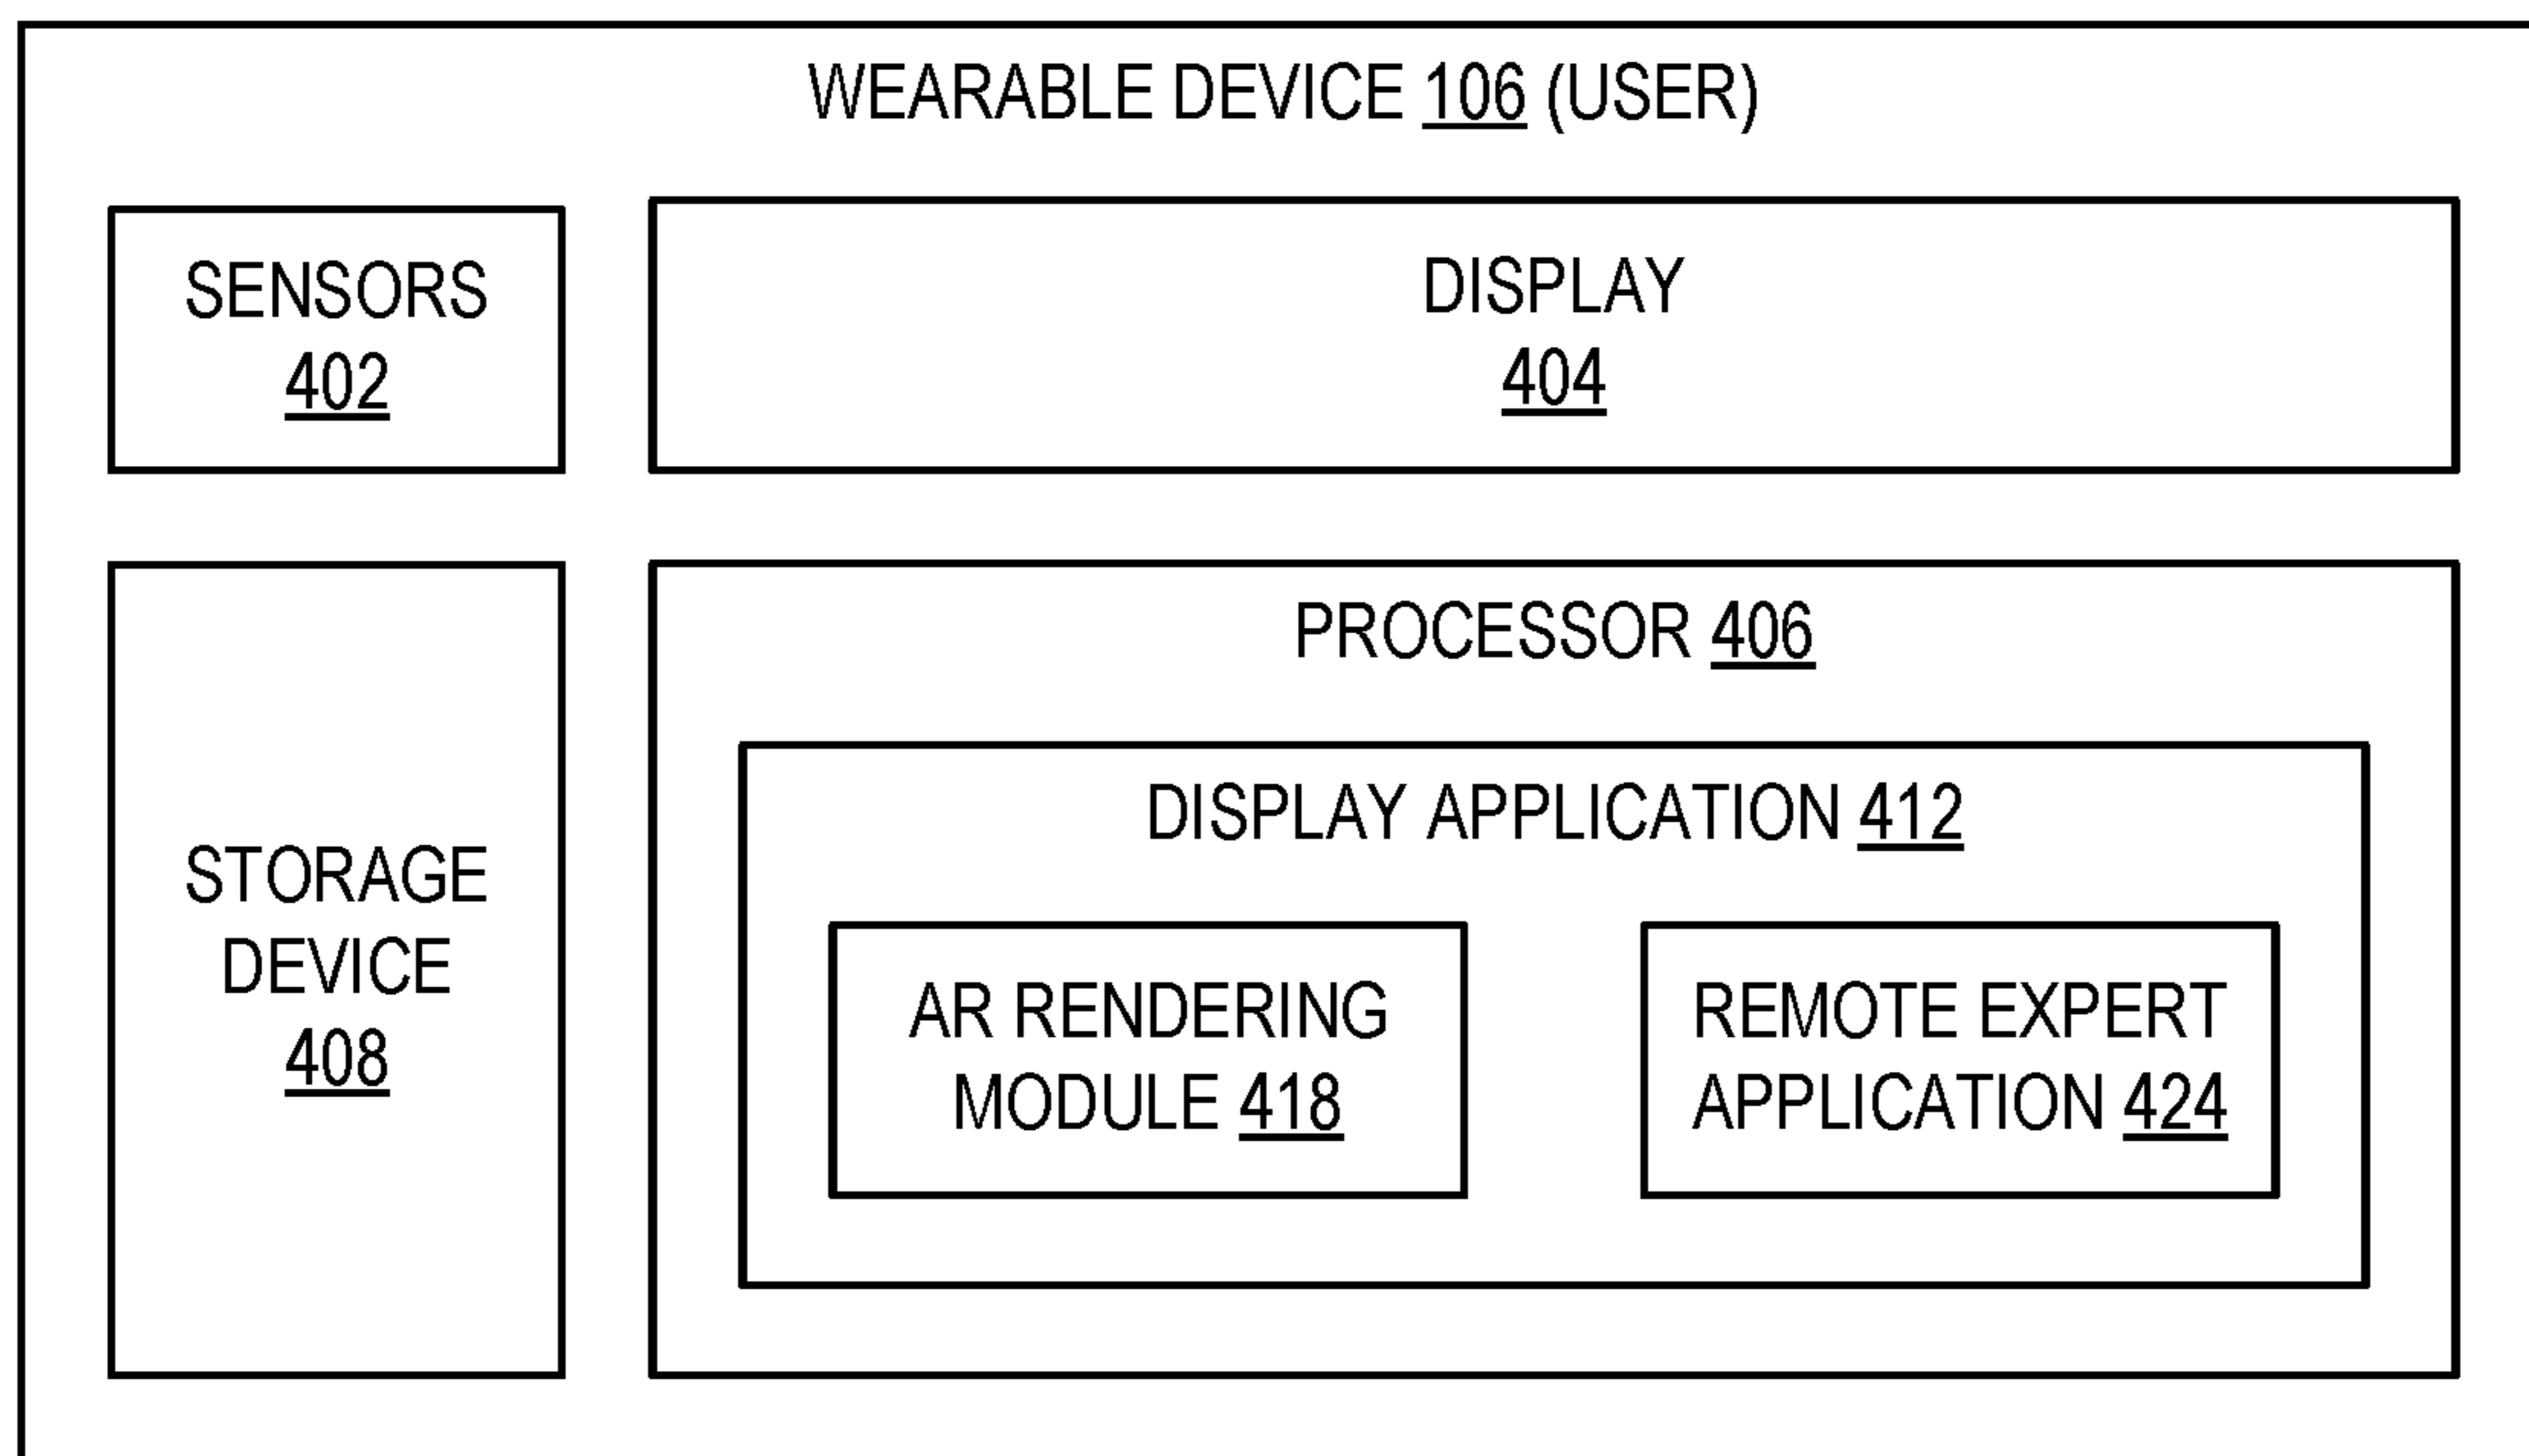 WEARABLE DEVICE 106 (USER)
SENSORS
402
DISPLAY
404
STORAGE
DEVICE
408
PROCESSOR 406
DISPLAY APPLICATION 412
AR RENDERING
MODULE 418
REMOTE EXPERT
APPLICATION 424